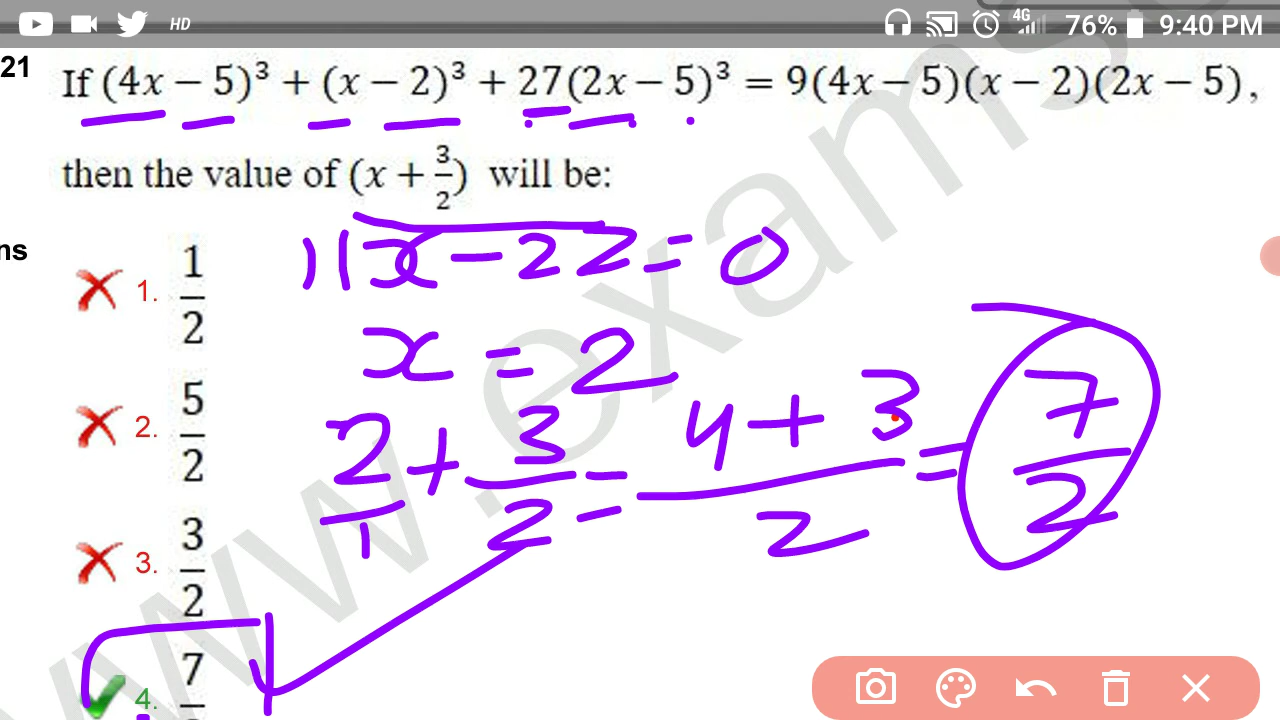 HD 4G 76% 9:40 PM
21 If (4x − 5)³ + (x − 2)³ + 27(2x − 5)³ = 9(4x − 5)(x − 2)(2x − 5),
then the value of (x + 3/2) will be:
ns
11x − 22 = 0
1. 1/2
x = 2
2. 5/2
2/1 + 3/2 = 4 + 3/2 = 7/2
3. 3/2
4. 7
www.exams